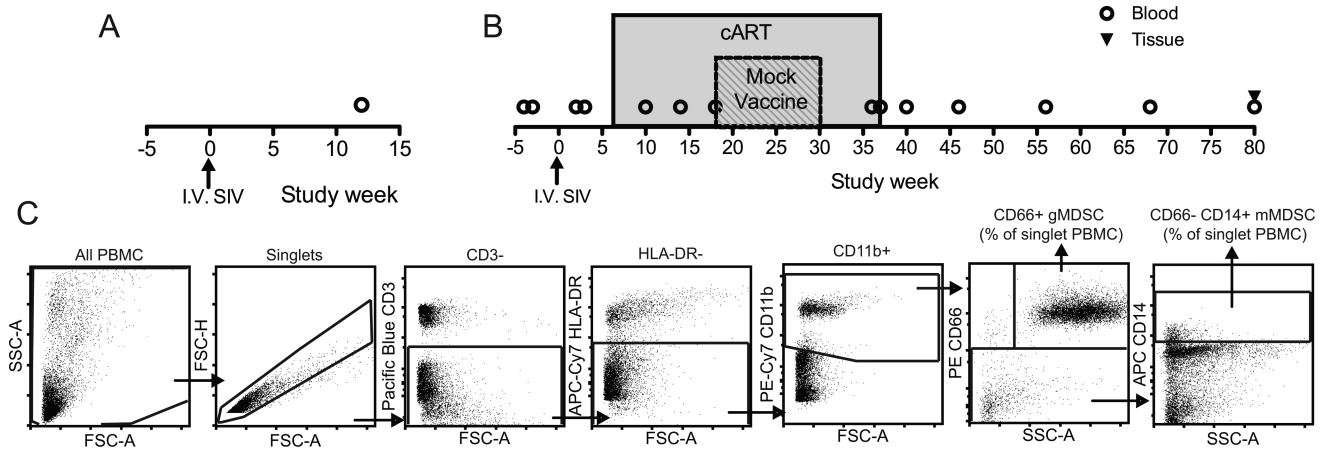 A
-5 0 5 10 15
I.V. SIV
Study week
B
cART
Mock
Vaccine
Blood
Tissue
-5 0 5 10 15 20 25 30 35 40 45 50 55 60 65 70 75 80
I.V. SIV
Study week
C
All PBMC
SSC-A
FSC-A
Singlets
FSC-H
FSC-A
CD3-
Pacific Blue CD3
FSC-A
HLA-DR-
APC-Cy7 HLA-DR
FSC-A
CD11b+
PE-Cy7 CD11b
FSC-A
CD66+ gMDSC
(% of singlet PBMC)
PE CD66
SSC-A
CD66- CD14+ mMDSC
(% of singlet PBMC)
APC CD14
SSC-A